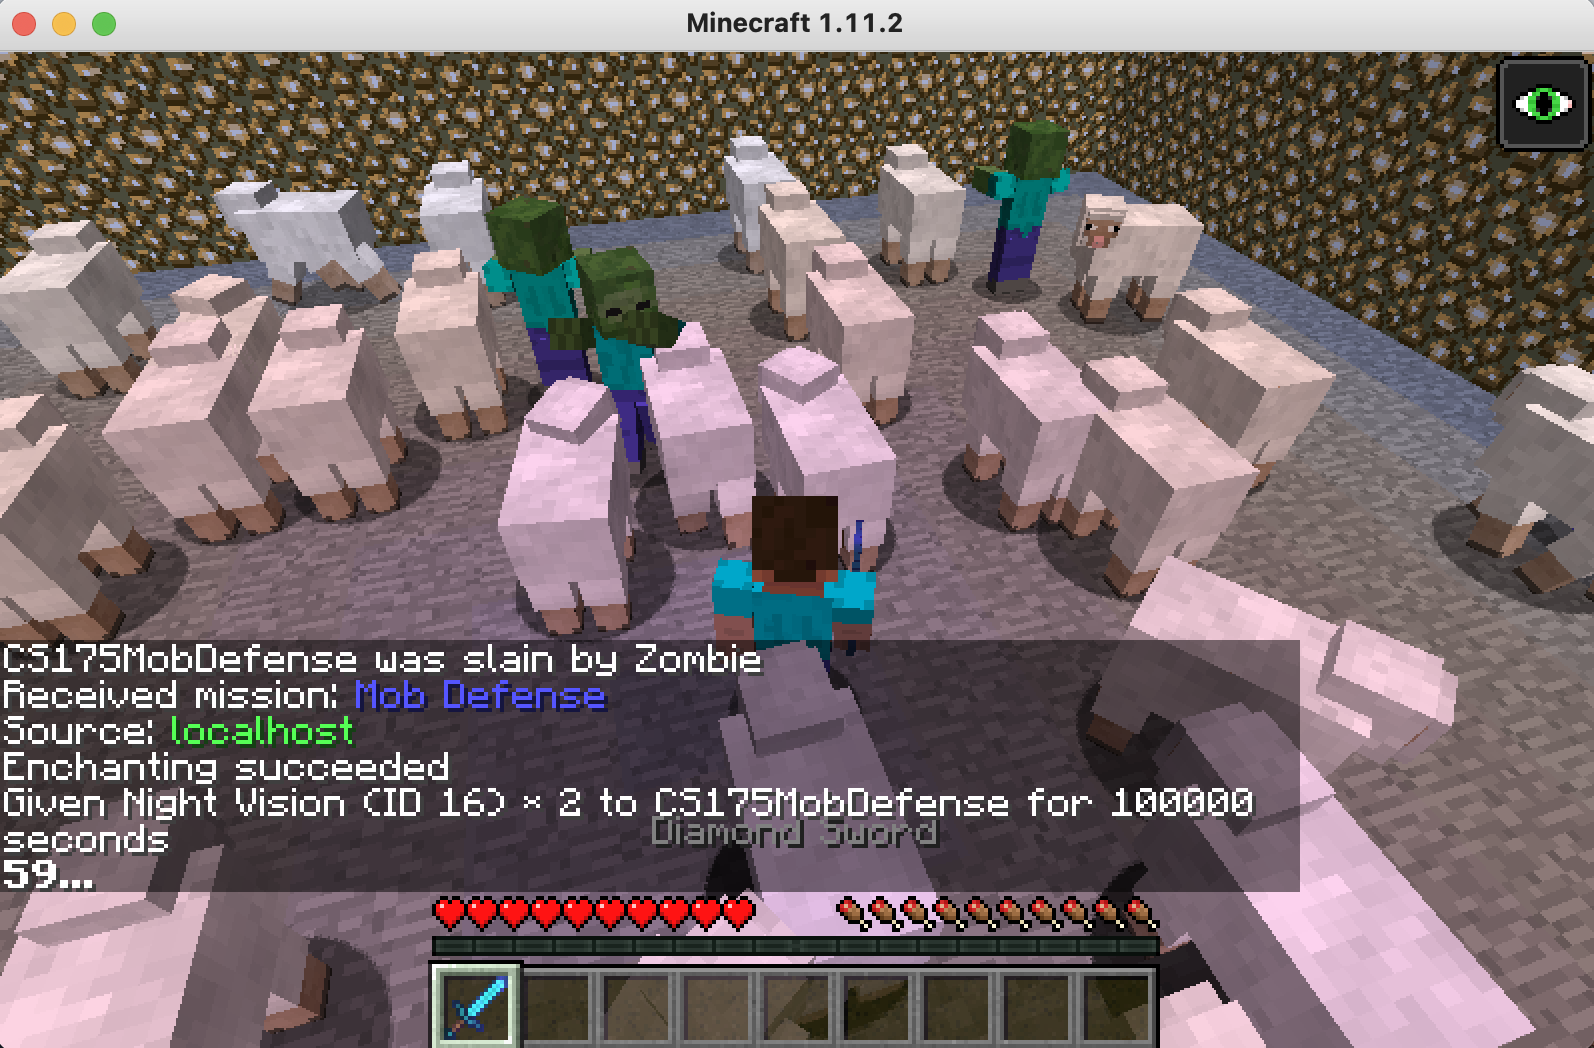 Minecraft 1.11.2
CS175MobDefense was slain by Zombie
Received mission: Mob Defense
Source: localhost
Enchanting succeeded
Given Night Vision (ID 16) × 2 to CS175MobDefense for 100000
seconds
Diamond Sword
59...